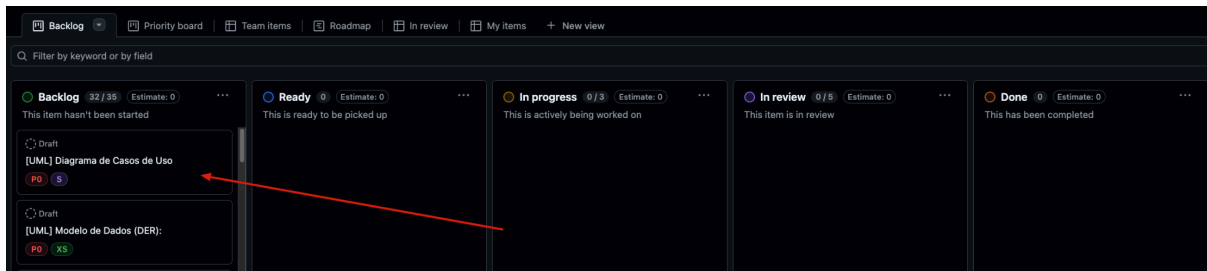 Backlog
Priority board
Team items
Roadmap
In review
My items
+ New view
Filter by keyword or by field
Backlog 32 / 35 Estimate: 0 ...
This item hasn't been started
Draft
[UML] Diagrama de Casos de Uso
P0 S
Draft
[UML] Modelo de Dados (DER):
P0 XS
Ready 0 Estimate: 0 ...
This is ready to be picked up
In progress 0 / 3 Estimate: 0 ...
This is actively being worked on
In review 0 / 5 Estimate: 0 ...
This item is in review
Done 0 Estimate: 0 ...
This has been completed